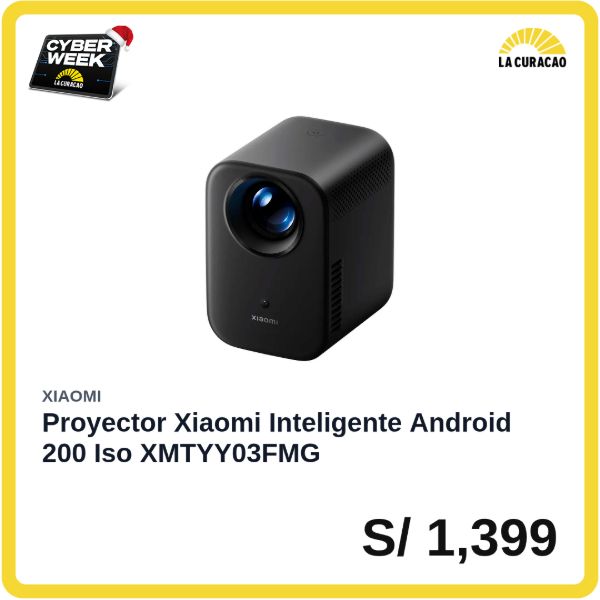 CYBER
WEEK
LA CURACAO
LA CURACAO
xiaomi
XIAOMI
Proyector Xiaomi Inteligente Android
200 Iso XMTYY03FMG
S/ 1,399